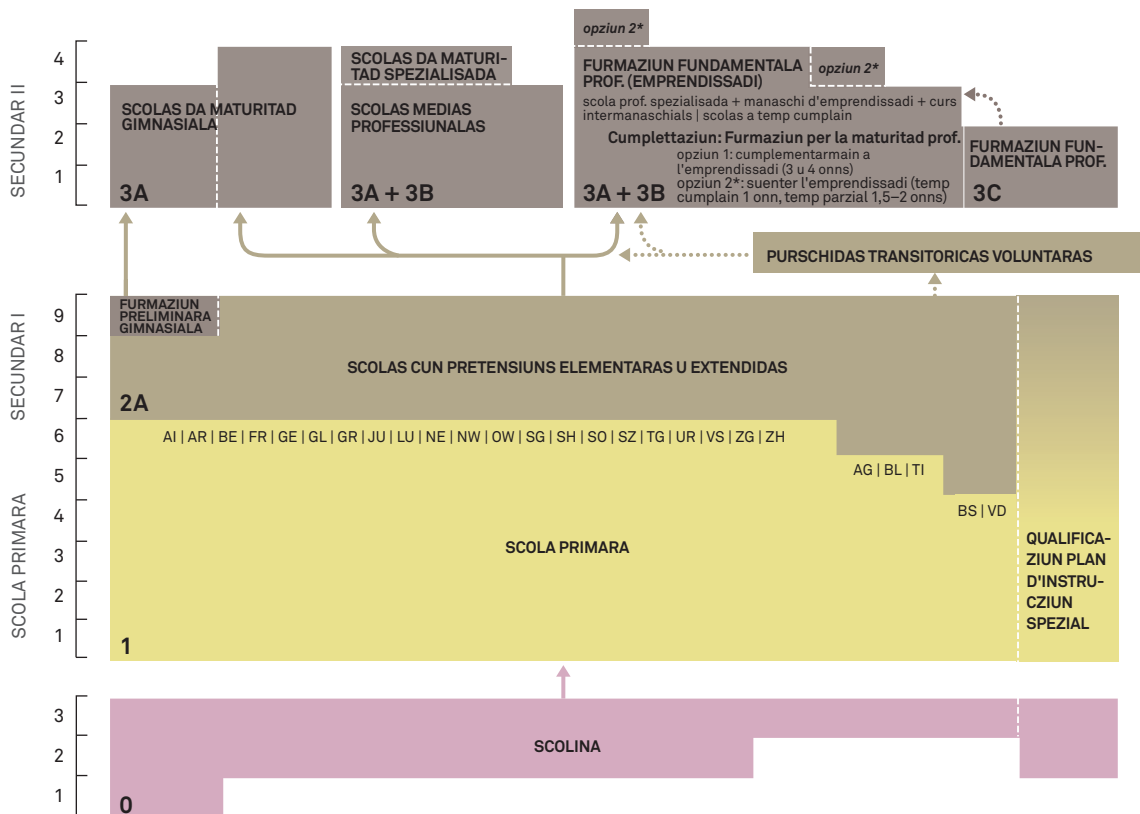 SECUNDAR II
4
3
2
1
opziun 2*
SCOLAS DA MATURITAD
GIMNASIALA
3A
SCOLAS DA MATURI-
TAD SPEZIALISADA
SCOLAS MEDIAS
PROFESSIUNALAS
3A + 3B
FURMAZIUN FUNDAMENTALA
PROF. (EMPRENDISSADI)
opziun 2*
scola prof. spezialisada + manaschi d'emprendissadi + curs
intermanaschials | scolas a temp cumplain
Cumplettaziun: Furmaziun per la maturitad prof.
opziun 1: cumplementarmain a
l'emprendissadi (3 u 4 onns)
opziun 2*: suenter l'emprendissadi (temp
cumplain 1 onn, temp parzial 1,5–2 onns)
3A + 3B
FURMAZIUN FUN-
DAMENTALA PROF.
3C
PURSCHIDAS TRANSITORICAS VOLUNTARAS
SECUNDAR I
9
8
7
FURMAZIUN
PRELIMINARA
GIMNASIALA
SCOLAS CUN PRETENSIUNS ELEMENTARAS U EXTENDIDAS
2A
SCOLA PRIMARA
6
5
4
3
2
1
AI | AR | BE | FR | GE | GL | GR | JU | LU | NE | NW | OW | SG | SH | SO | SZ | TG | UR | VS | ZG | ZH
AG | BL | TI
BS | VD
SCOLA PRIMARA
1
QUALIFICA-
ZIUN PLAN
D'INSTRU-
CZIUN
SPEZIAL
3
2
1
SCOLINA
0